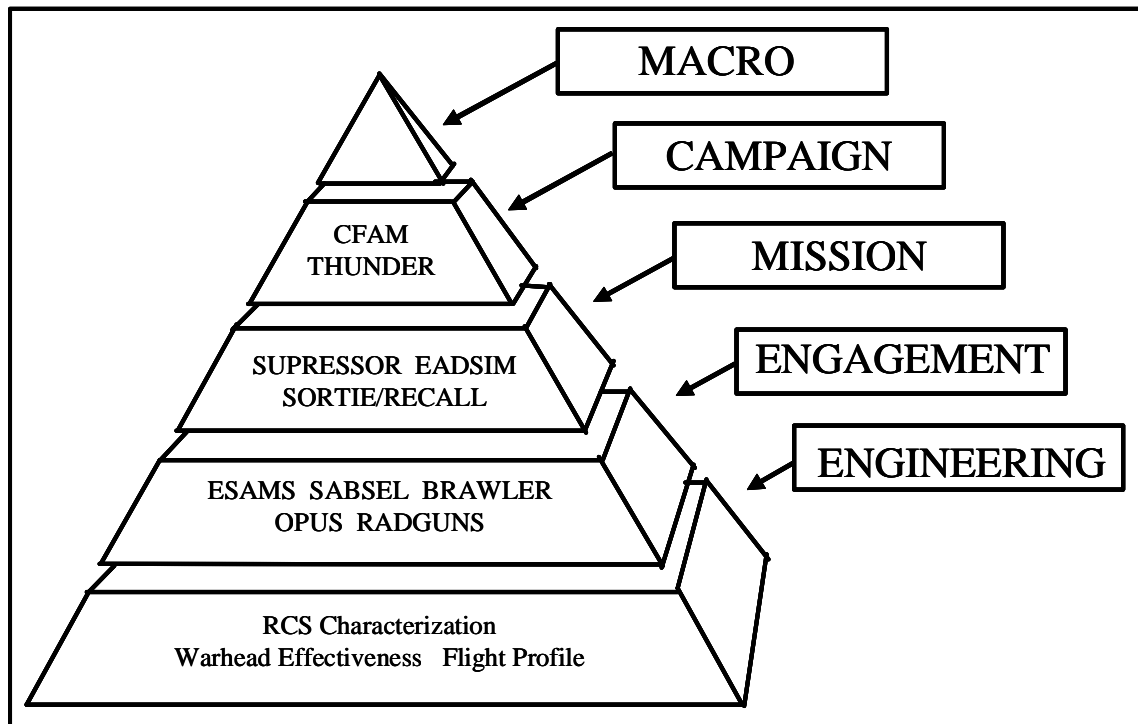 MACRO
CAMPAIGN
CFAM
THUNDER
MISSION
SUPRESSOR EADSIM
SORTIE/RECALL
ENGAGEMENT
ESAMS SABSEL BRAWLER
OPUS RADGUNS
ENGINEERING
RCS Characterization
Warhead Effectiveness Flight Profile